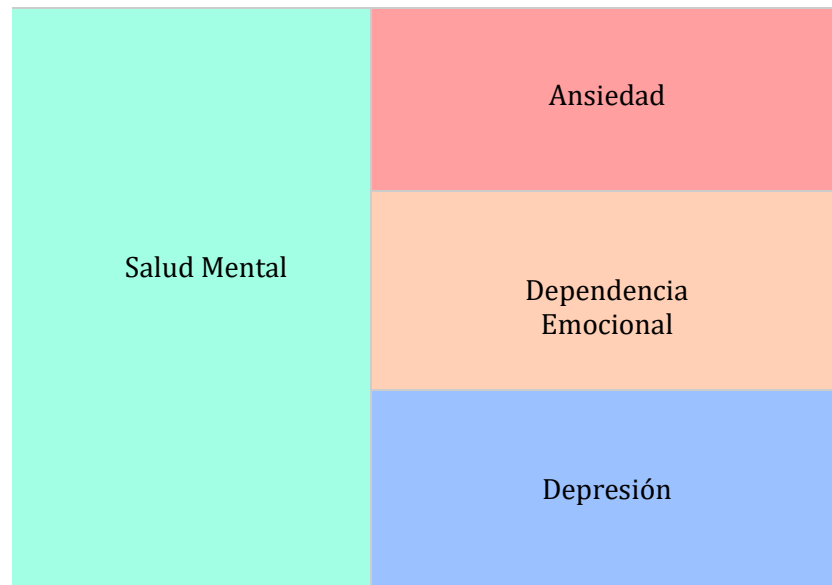 Salud Mental
Ansiedad
Dependencia
Emocional
Depresión